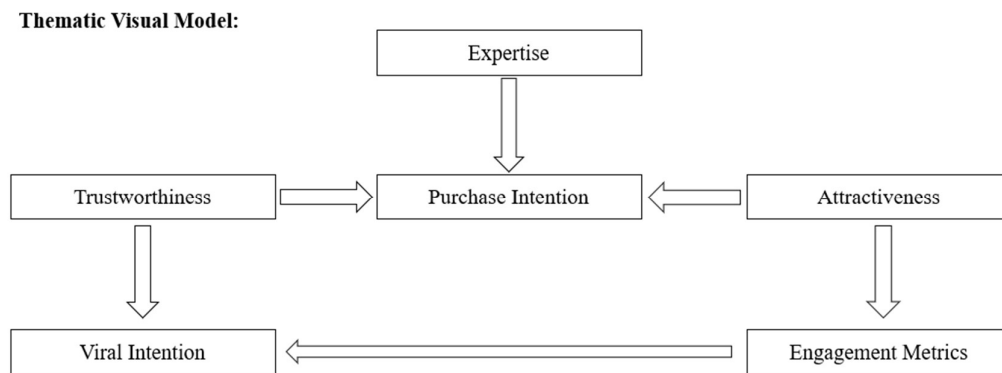 Thematic Visual Model:
Expertise
Trustworthiness
Purchase Intention
Attractiveness
Viral Intention
Engagement Metrics